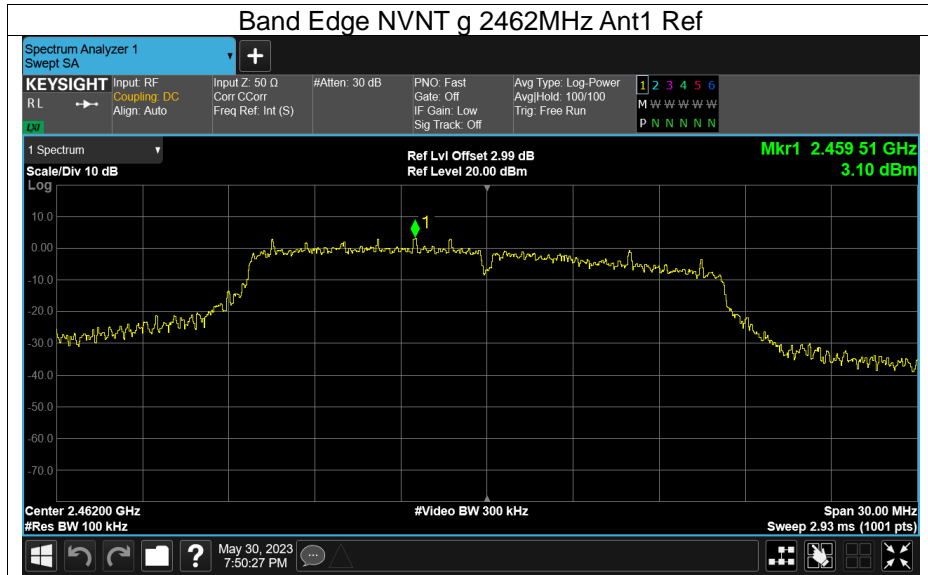 Band Edge NVNT g 2462MHz Ant1 Ref
Spectrum Analyzer 1
Swept SA
+
KEYSIGHT
R L
LXI
Input: RF
Coupling: DC
Align: Auto
Input Z: 50 Ω
Corr CCorr
Freq Ref: Int (S)
#Atten: 30 dB
PNO: Fast
Gate: Off
IF Gain: Low
Sig Track: Off
Avg Type: Log-Power
Avg|Hold: 100/100
Trig: Free Run
1 2 3 4 5 6
M W W W W W
P N N N N N
1 Spectrum
Scale/Div 10 dB
Ref Lvl Offset 2.99 dB
Ref Level 20.00 dBm
Mkr1 2.459 51 GHz
3.10 dBm
Log
10.0
0.00
-10.0
-20.0
-30.0
-40.0
-50.0
-60.0
-70.0
1
Center 2.46200 GHz
#Res BW 100 kHz
#Video BW 300 kHz
Span 30.00 MHz
Sweep 2.93 ms (1001 pts)
?
May 30, 2023
7:50:27 PM